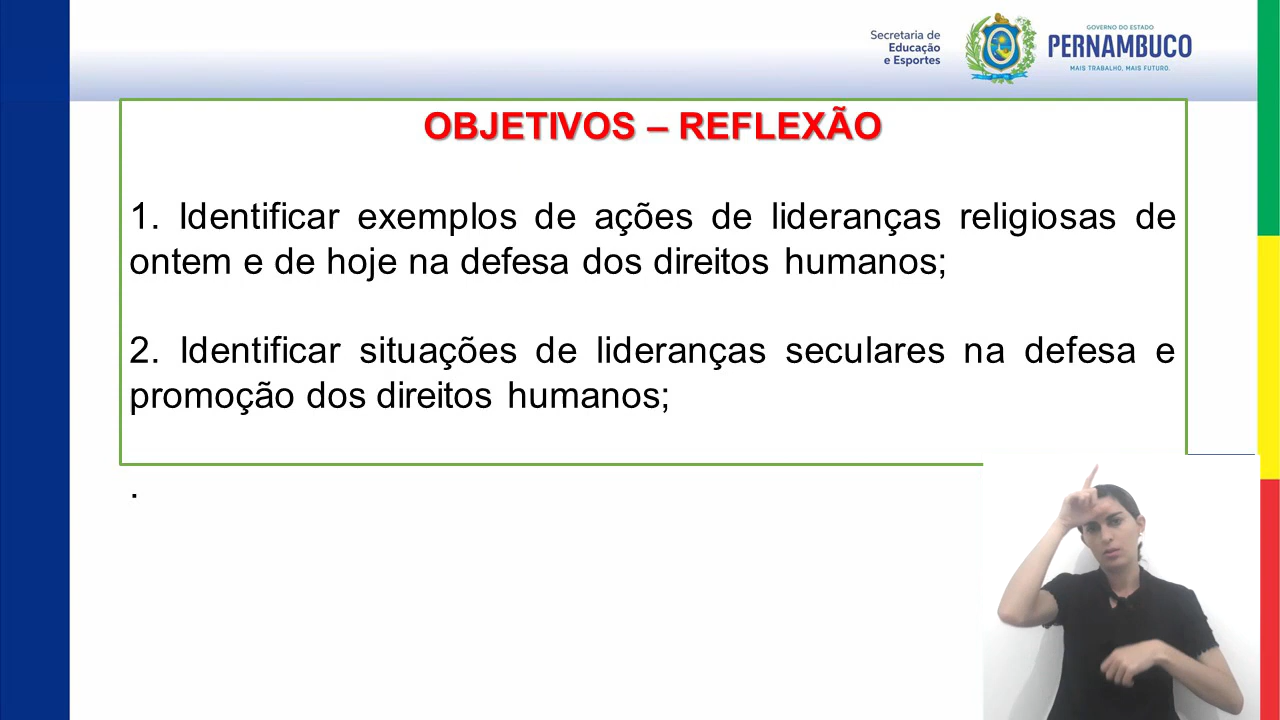 Secretaria de
Educação
e Esportes
GOVERNO DO ESTADO
PERNAMBUCO
MAIS TRABALHO, MAIS FUTURO.
OBJETIVOS – REFLEXÃO
1. Identificar exemplos de ações de lideranças religiosas de
ontem e de hoje na defesa dos direitos humanos;
2. Identificar situações de lideranças seculares na defesa e
promoção dos direitos humanos;
.